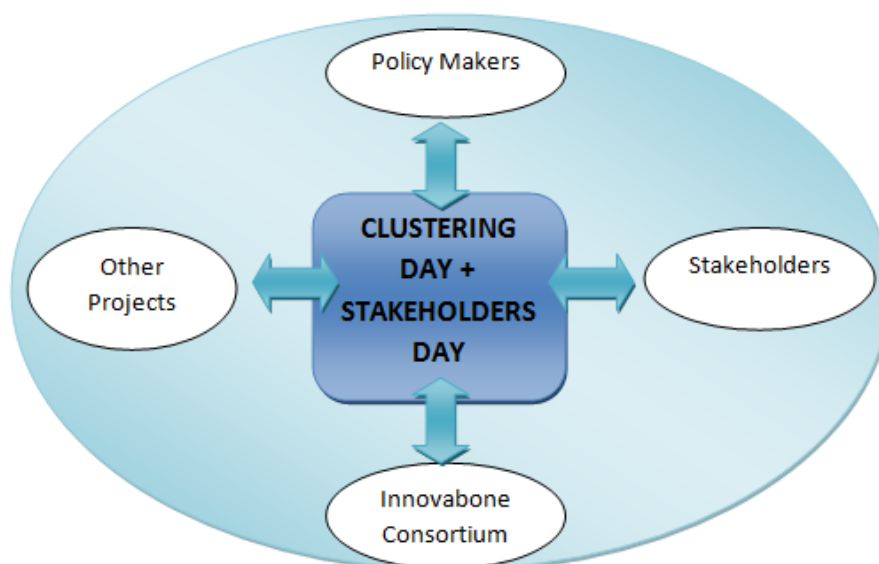 Policy Makers
CLUSTERING
DAY +
STAKEHOLDERS
DAY
Other
Projects
Stakeholders
Innovabone
Consortium